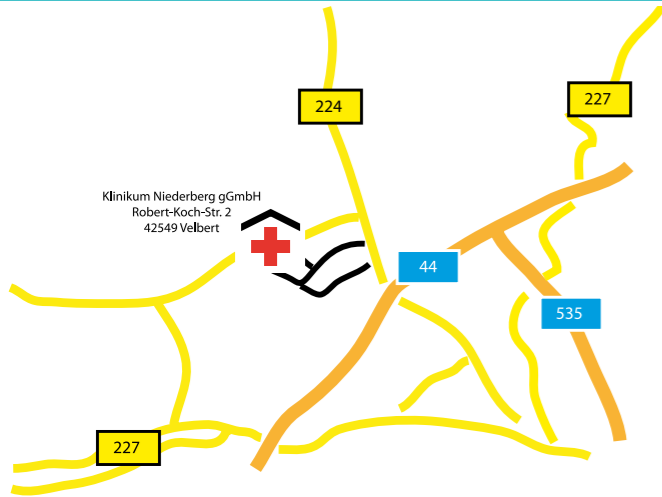 224
227
Klinikum Niederberg gGmbH
Robert-Koch-Str. 2
42549 Velbert
44
535
227